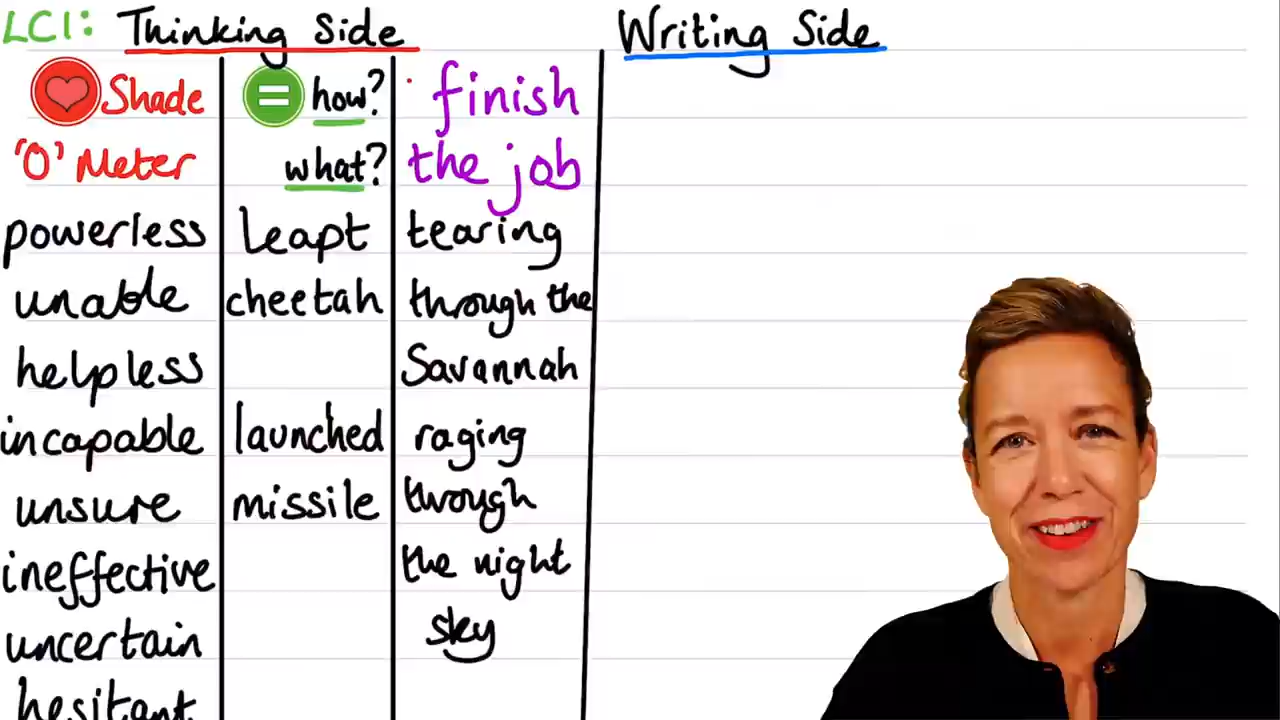 LC1: Thinking Side
Shade
'O' Meter
powerless
unable
helpless
incapable
unsure
ineffective
uncertain
hesitant
= how?
what?
leapt
cheetah
launched
missile
finish
the job
tearing
through the
Savannah
raging
through
the night
sky
Writing Side